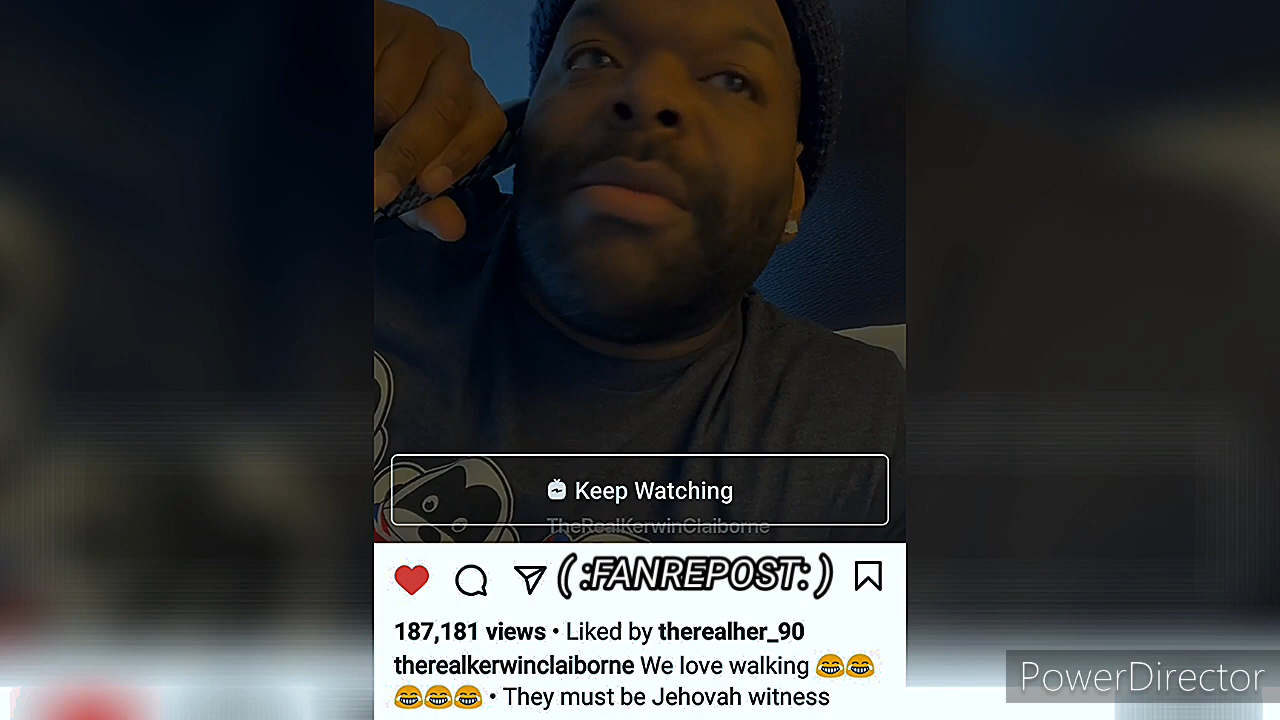 Keep Watching
TheRealKerwinClaiborne
( :FANREPOST: )
187,181 views • Liked by therealher_90
therealkerwinclaiborne We love walking 😂😂
😂😂😂 • They must be Jehovah witness
PowerDirector